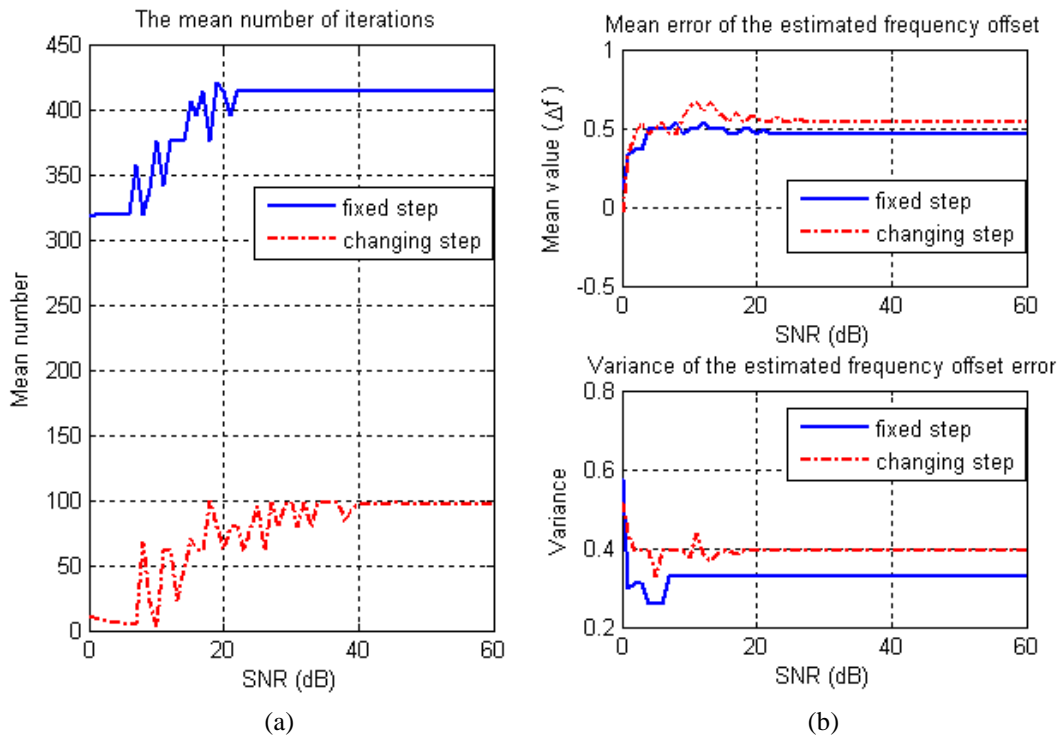 The mean number of iterations
450
400
350
300
250
200
150
100
50
0
Mean number
fixed step
changing step
0
20
40
60
SNR (dB)
(a)
Mean error of the estimated frequency offset
1
0.5
0
-0.5
Mean value (Δf)
fixed step
changing step
0
20
40
60
SNR (dB)
Variance of the estimated frequency offset error
0.8
0.6
0.4
0.2
Variance
fixed step
changing step
0
20
40
60
SNR (dB)
(b)